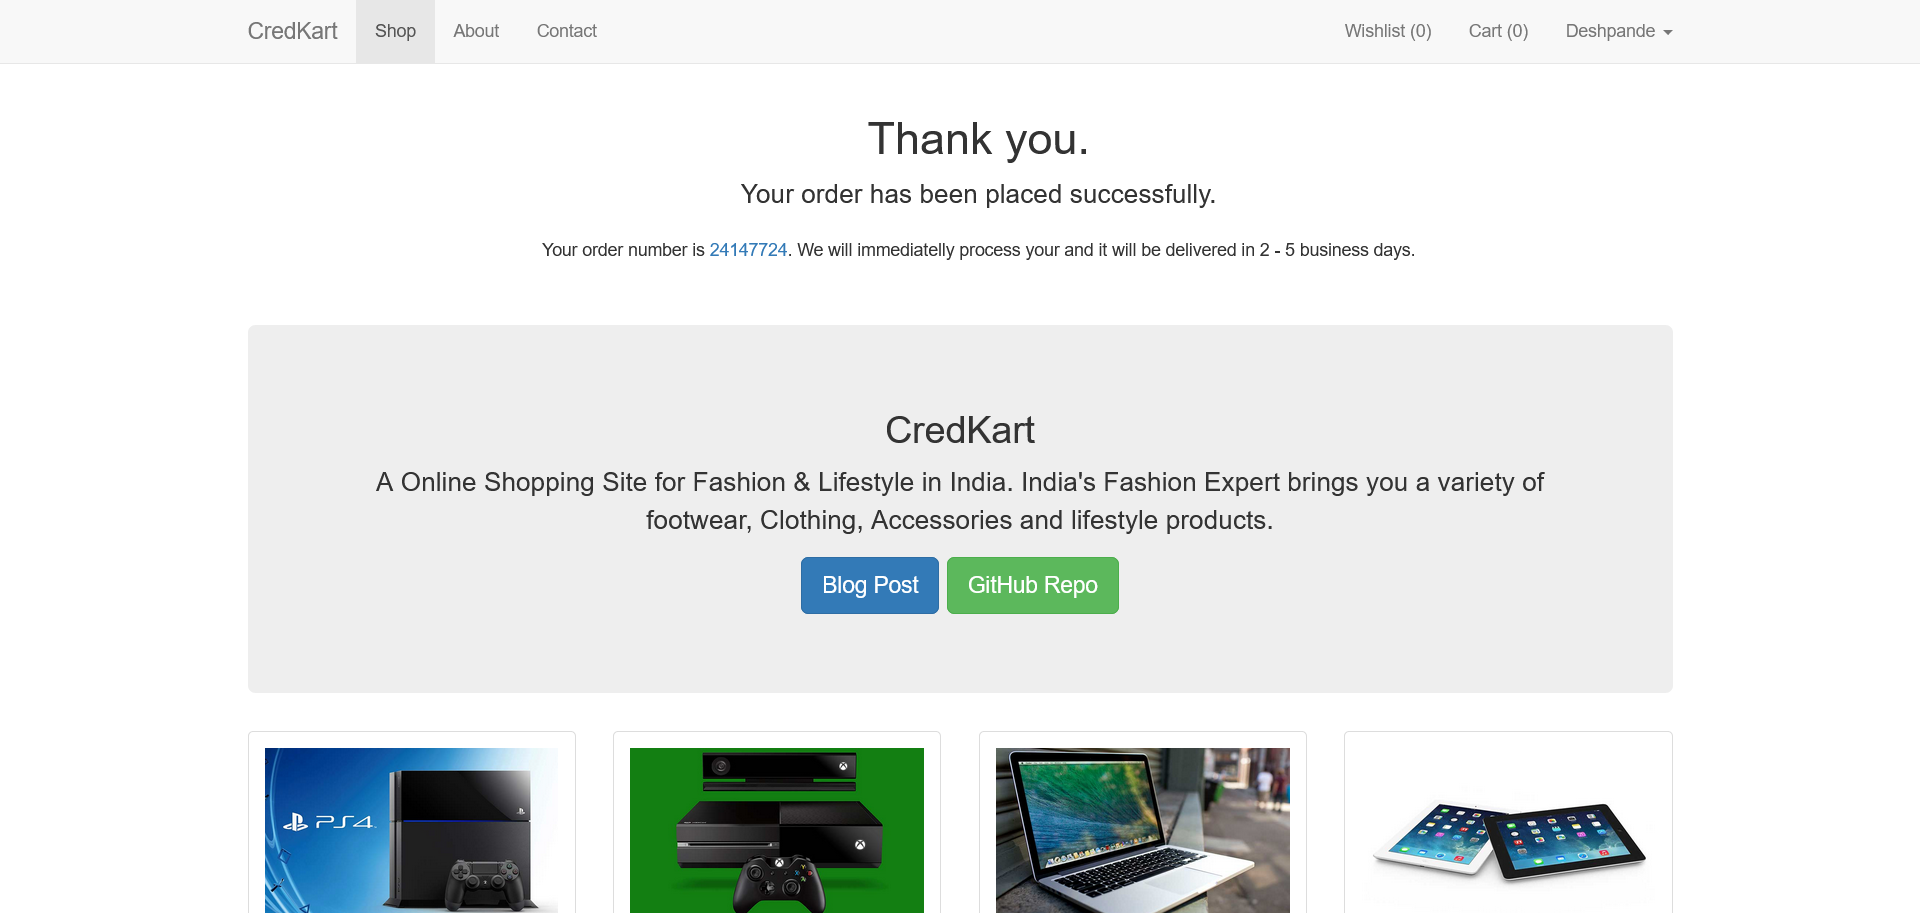 CredKart Shop About Contact Wishlist (0) Cart (0) Deshpande
Thank you.
Your order has been placed successfully.
Your order number is 24147724. We will immediatelly process your and it will be delivered in 2 - 5 business days.
CredKart
A Online Shopping Site for Fashion & Lifestyle in India. India's Fashion Expert brings you a variety of
footwear, Clothing, Accessories and lifestyle products.
Blog Post GitHub Repo
PS4